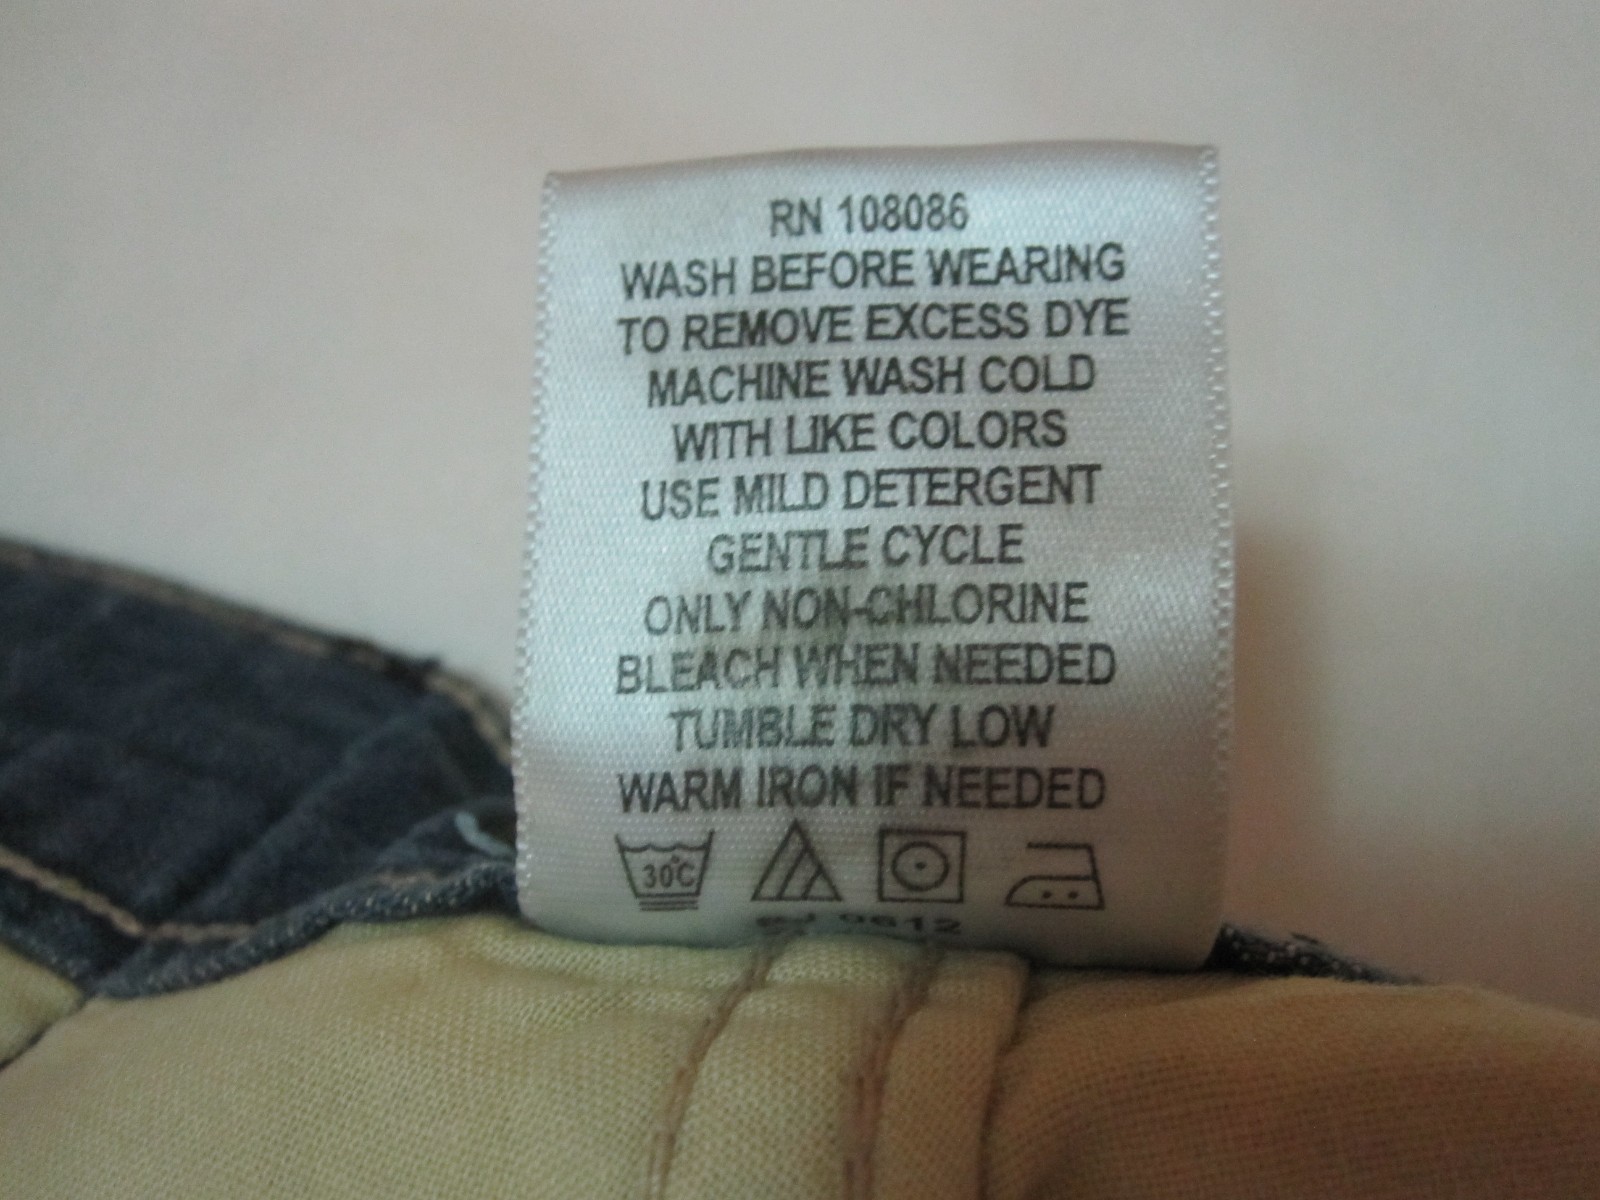 RN 108086
WASH BEFORE WEARING
TO REMOVE EXCESS DYE
MACHINE WASH COLD
WITH LIKE COLORS
USE MILD DETERGENT
GENTLE CYCLE
ONLY NON-CHLORINE
BLEACH WHEN NEEDED
TUMBLE DRY LOW
WARM IRON IF NEEDED
30°C